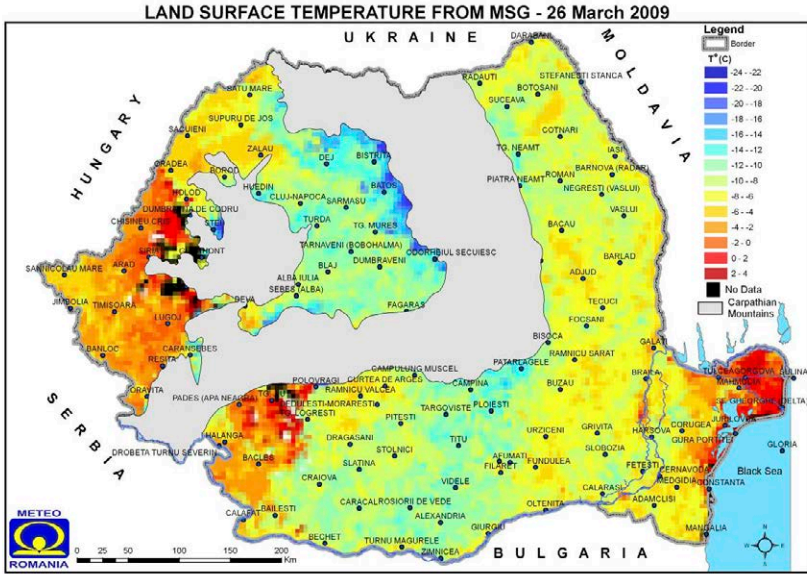 LAND SURFACE TEMPERATURE FROM MSG - 26 March 2009
UKRAINE
MOLDAVIA
HUNGARY
SERBIA
BULGARIA
Black Sea
Legend
Border
T°(C)
-24 - -22
-22 - -20
-20 - -18
-18 - -16
-16 - -14
-14 - -12
-12 - -10
-10 - -8
-8 - -6
-6 - -4
-4 - -2
-2 - 0
0 - 2
2 - 4
No Data
Carpathian
Mountains
DARABANI
RADAUTI
STEFANESTI STANCA
BOTOSANI
SUCEAVA
SATU MARE
SUPURU DE JOS
COTNARI
SACUIENI
ZALAU
DEJ
BISTRITA
TG. NEAMT
IASI
ORADEA
BOROD
BARNOVA (RADAR)
ROMAN
PIATRA NEAMT
HOLOD
HUEDIN
BATOS
NEGRESTI (VASLUI)
CLUJ-NAPOCA
SARMASU
DUMBRAVITA DE CODRU
VASLUI
CHISINEU CRIS
STEI
TURDA
TG. MURES
BACAU
SIRIA
TARNAVENI (BOBOHALMA)
ODORHEIUL SECUIESC
SANNICOLAU MARE
ARAD
BLAJ
DUMBRAVENI
BARLAD
ADJUD
ALBA IULIA
SEBES (ALBA)
JIMBOLIA
TIMISOARA
DEVA
FAGARAS
TECUCI
LUGOJ
FOCSANI
BANLOC
CARANSEBES
BISOCA
GALATI
RESITA
RAMNICU SARAT
PATARLAGELE
CAMPULUNG MUSCEL
POLOVRAGI
CURTEA DE ARGES
CAMPINA
BRAILA
TULCEA
GORGOVA
SULINA
MAHMUDIA
ORAVITA
RAMNICU VALCEA
BUZAU
PADES (APA NEAGRA)
TARGOVISTE
PLOIESTI
SF. GHEORGHE (DELTA)
PITESTI
JURILOVCA
HALANGA
DRAGASANI
TITU
URZICENI
GRIVITA
HARSOVA
CORUGEA
GURA PORTITEI
DROBETA TURNU SEVERIN
STOLNICI
GLORIA
BACLES
SLATINA
AFUMATI
FILARET
FUNDULEA
SLOBOZIA
FETESTI
CERNAVODA
CRAIOVA
VIDELE
CALARASI
MEDGIDIA
CONSTANTA
CARACAL
ROSIORII DE VEDE
OLTENITA
ADAMCLISI
CALAFAT
BAILESTI
ALEXANDRIA
GIURGIU
MANGALIA
BECHET
TURNU MAGURELE
ZIMNICEA
METEO
ROMANIA
0 25 50 100 150 200
Km
N
W
E
S